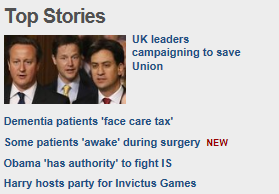 Top Stories
UK leaders
campaigning to save
Union
Dementia patients 'face care tax'
Some patients 'awake' during surgery NEW
Obama 'has authority' to fight IS
Harry hosts party for Invictus Games